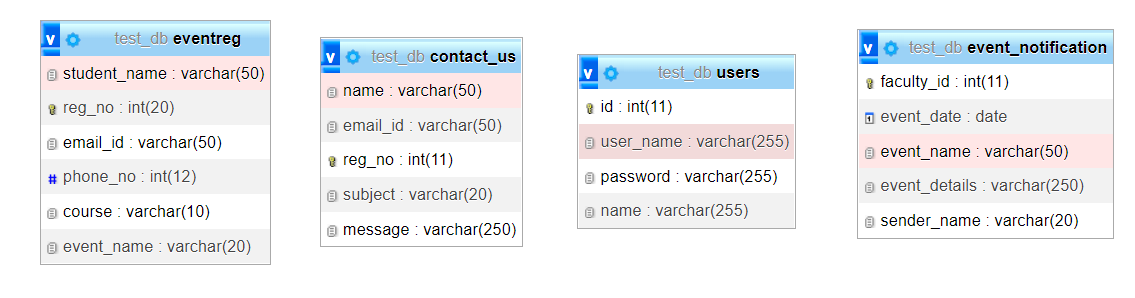 v test_db eventreg
student_name : varchar(50)
reg_no : int(20)
email_id : varchar(50)
# phone_no : int(12)
course : varchar(10)
event_name : varchar(20)
v test_db contact_us
name : varchar(50)
email_id : varchar(50)
reg_no : int(11)
subject : varchar(20)
message : varchar(250)
v test_db users
id : int(11)
user_name : varchar(255)
password : varchar(255)
name : varchar(255)
v test_db event_notification
faculty_id : int(11)
event_date : date
event_name : varchar(50)
event_details : varchar(250)
sender_name : varchar(20)